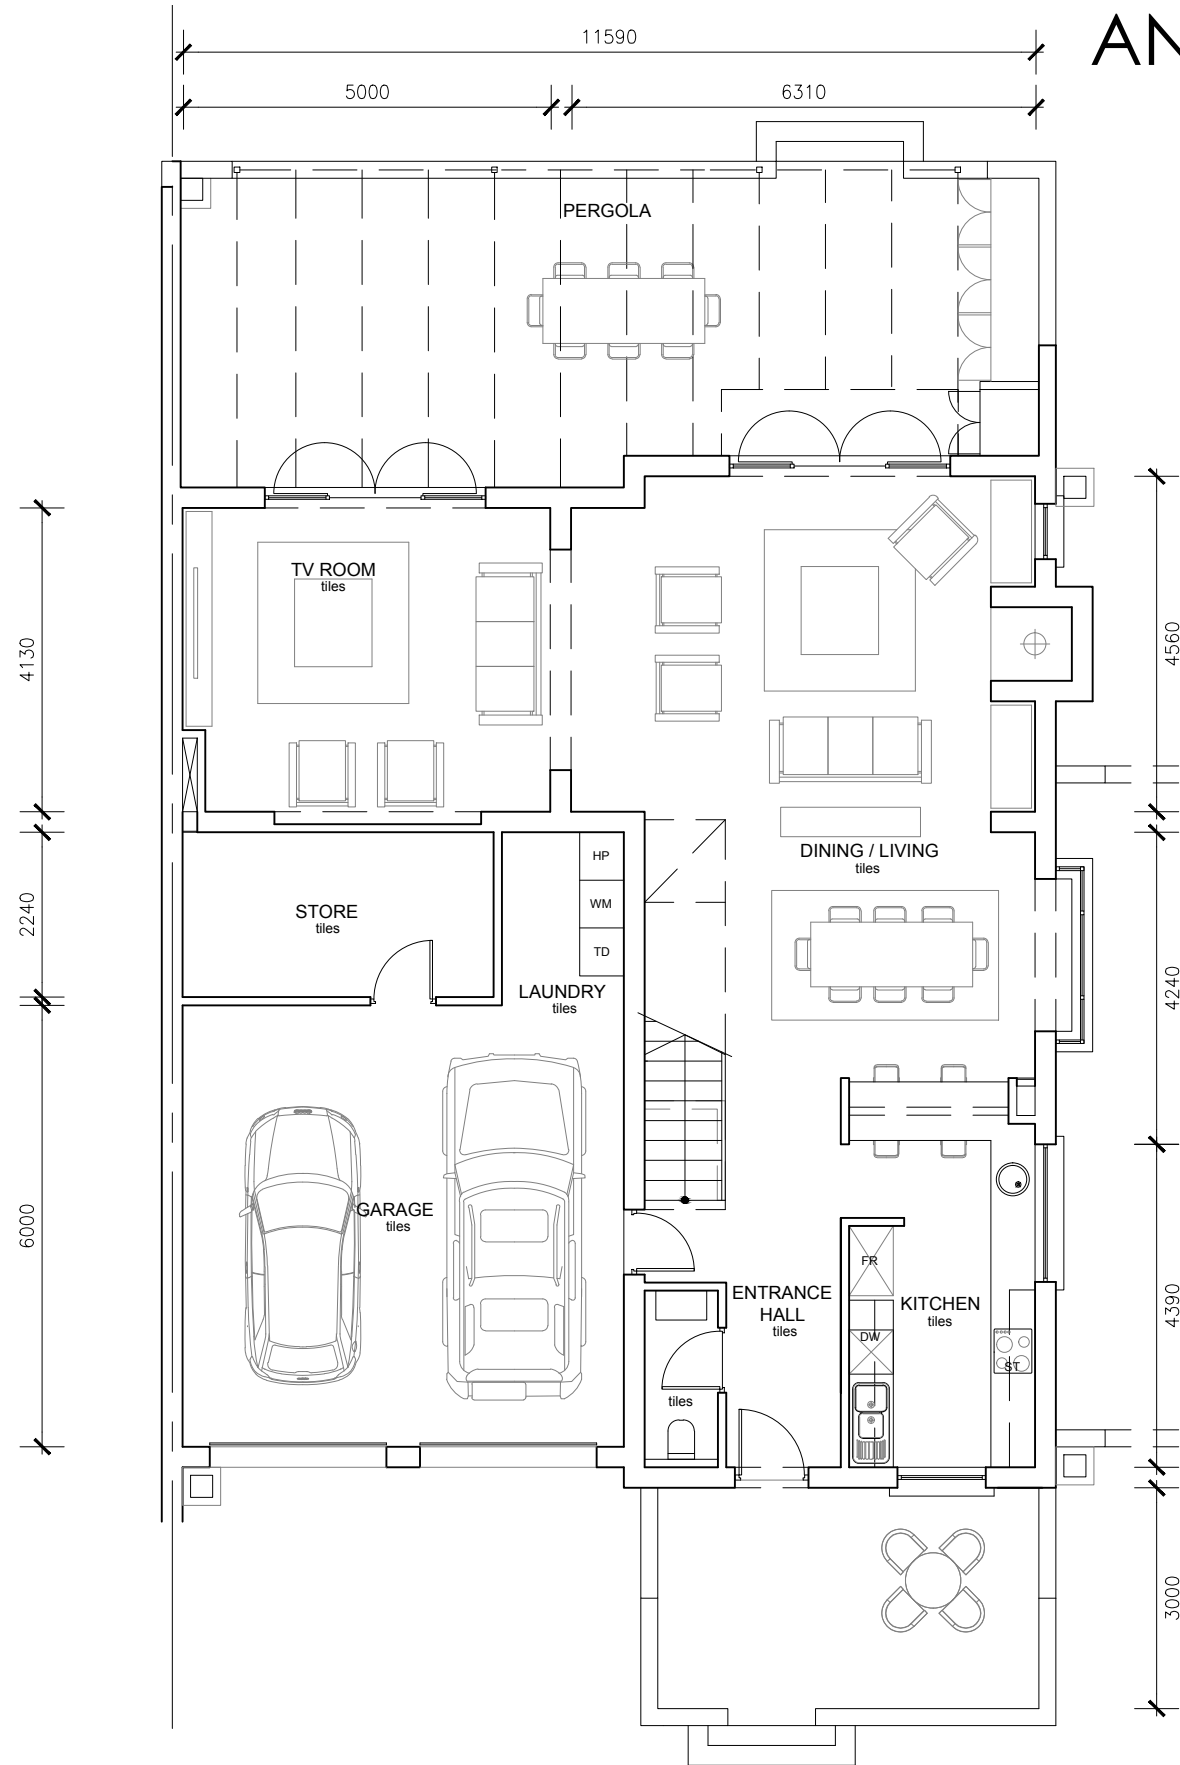 AN
11590
5000
6310
PERGOLA
TV ROOM
tiles
4130
4560
DINING / LIVING
tiles
HP
WM
TD
STORE
tiles
2240
LAUNDRY
tiles
4240
GARAGE
tiles
6000
FR
ENTRANCE
HALL
tiles
KITCHEN
tiles
DW
ST
4390
tiles
3000